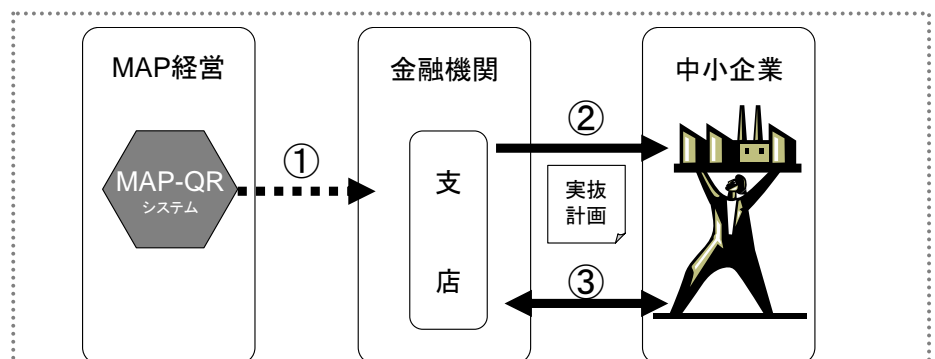 MAP経営
金融機関
中小企業
MAP-QR
システム
①
支
店
②
実抜
計画
③